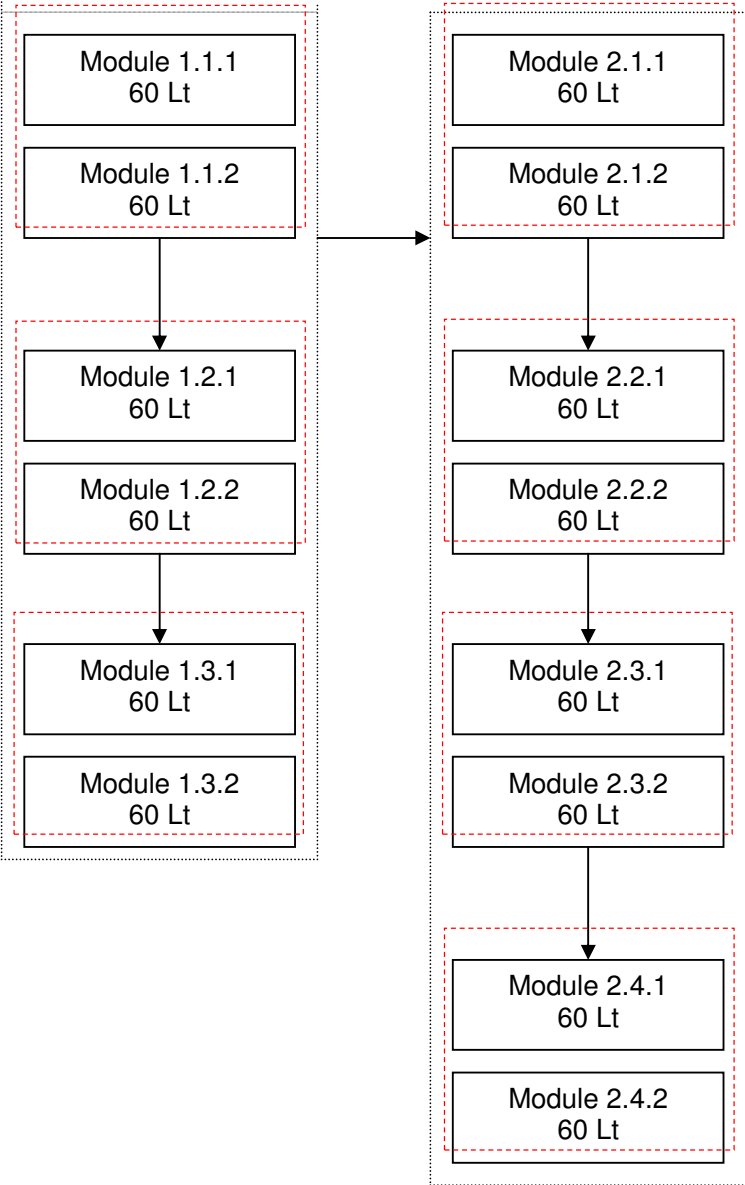 Module 1.1.1
60 Lt
Module 1.1.2
60 Lt
Module 1.2.1
60 Lt
Module 1.2.2
60 Lt
Module 1.3.1
60 Lt
Module 1.3.2
60 Lt
Module 2.1.1
60 Lt
Module 2.1.2
60 Lt
Module 2.2.1
60 Lt
Module 2.2.2
60 Lt
Module 2.3.1
60 Lt
Module 2.3.2
60 Lt
Module 2.4.1
60 Lt
Module 2.4.2
60 Lt